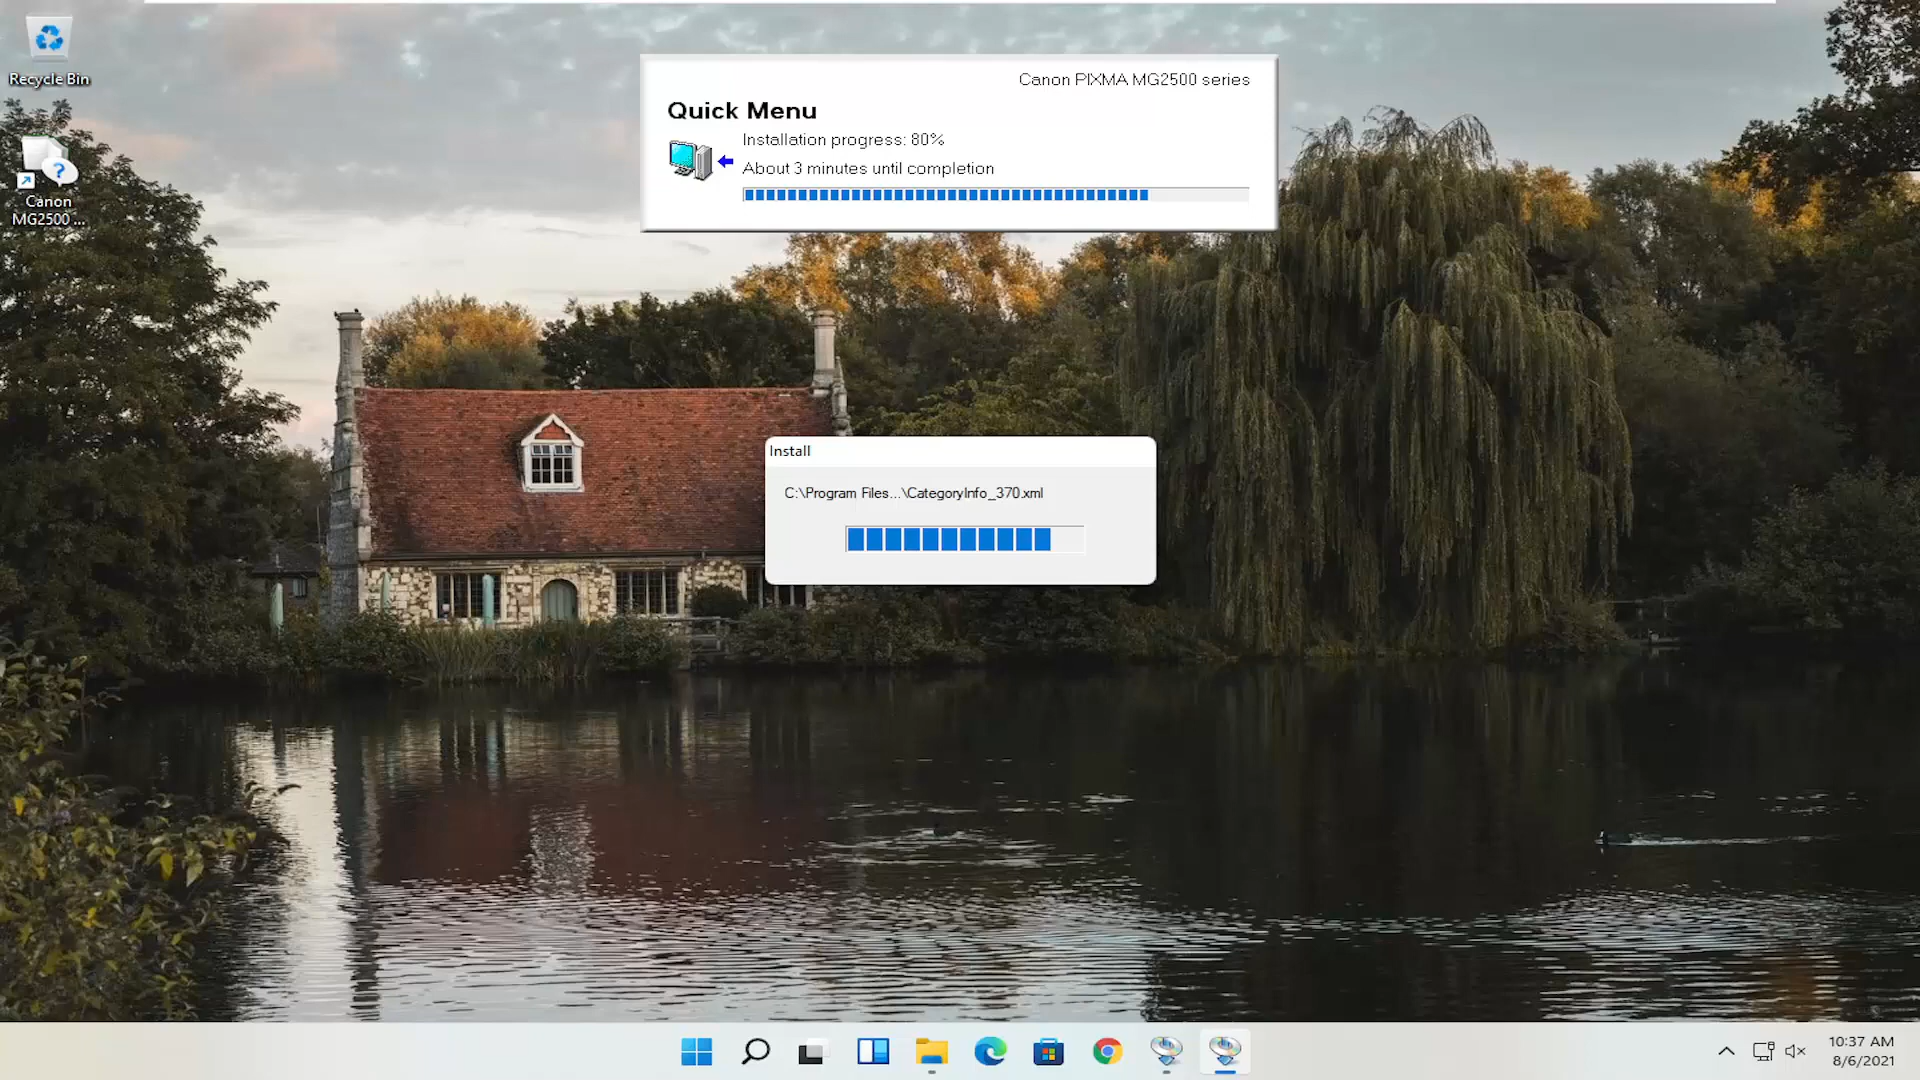 Recycle Bin
Canon
MG2500 ...
Canon PIXMA MG2500 series
Quick Menu
Installation progress: 80%
About 3 minutes until completion
Install
C:\Program Files...\CategoryInfo_370.xml
10:37 AM
8/6/2021